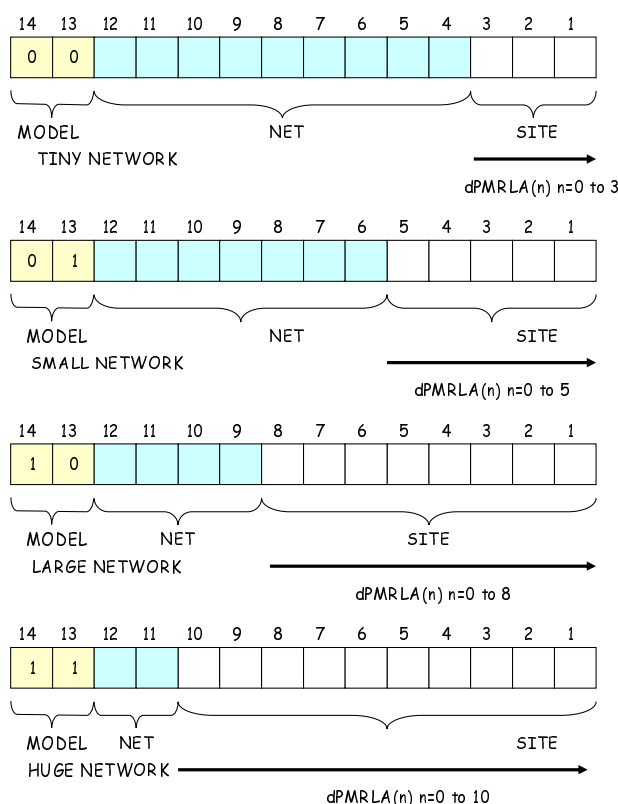 14 13 12 11 10 9 8 7 6 5 4 3 2 1
0 0
MODEL NET SITE
TINY NETWORK
dPMRLA(n) n=0 to 3
14 13 12 11 10 9 8 7 6 5 4 3 2 1
0 1
MODEL NET SITE
SMALL NETWORK
dPMRLA(n) n=0 to 5
14 13 12 11 10 9 8 7 6 5 4 3 2 1
1 0
MODEL NET SITE
LARGE NETWORK
dPMRLA(n) n=0 to 8
14 13 12 11 10 9 8 7 6 5 4 3 2 1
1 1
MODEL NET SITE
HUGE NETWORK
dPMRLA(n) n=0 to 10